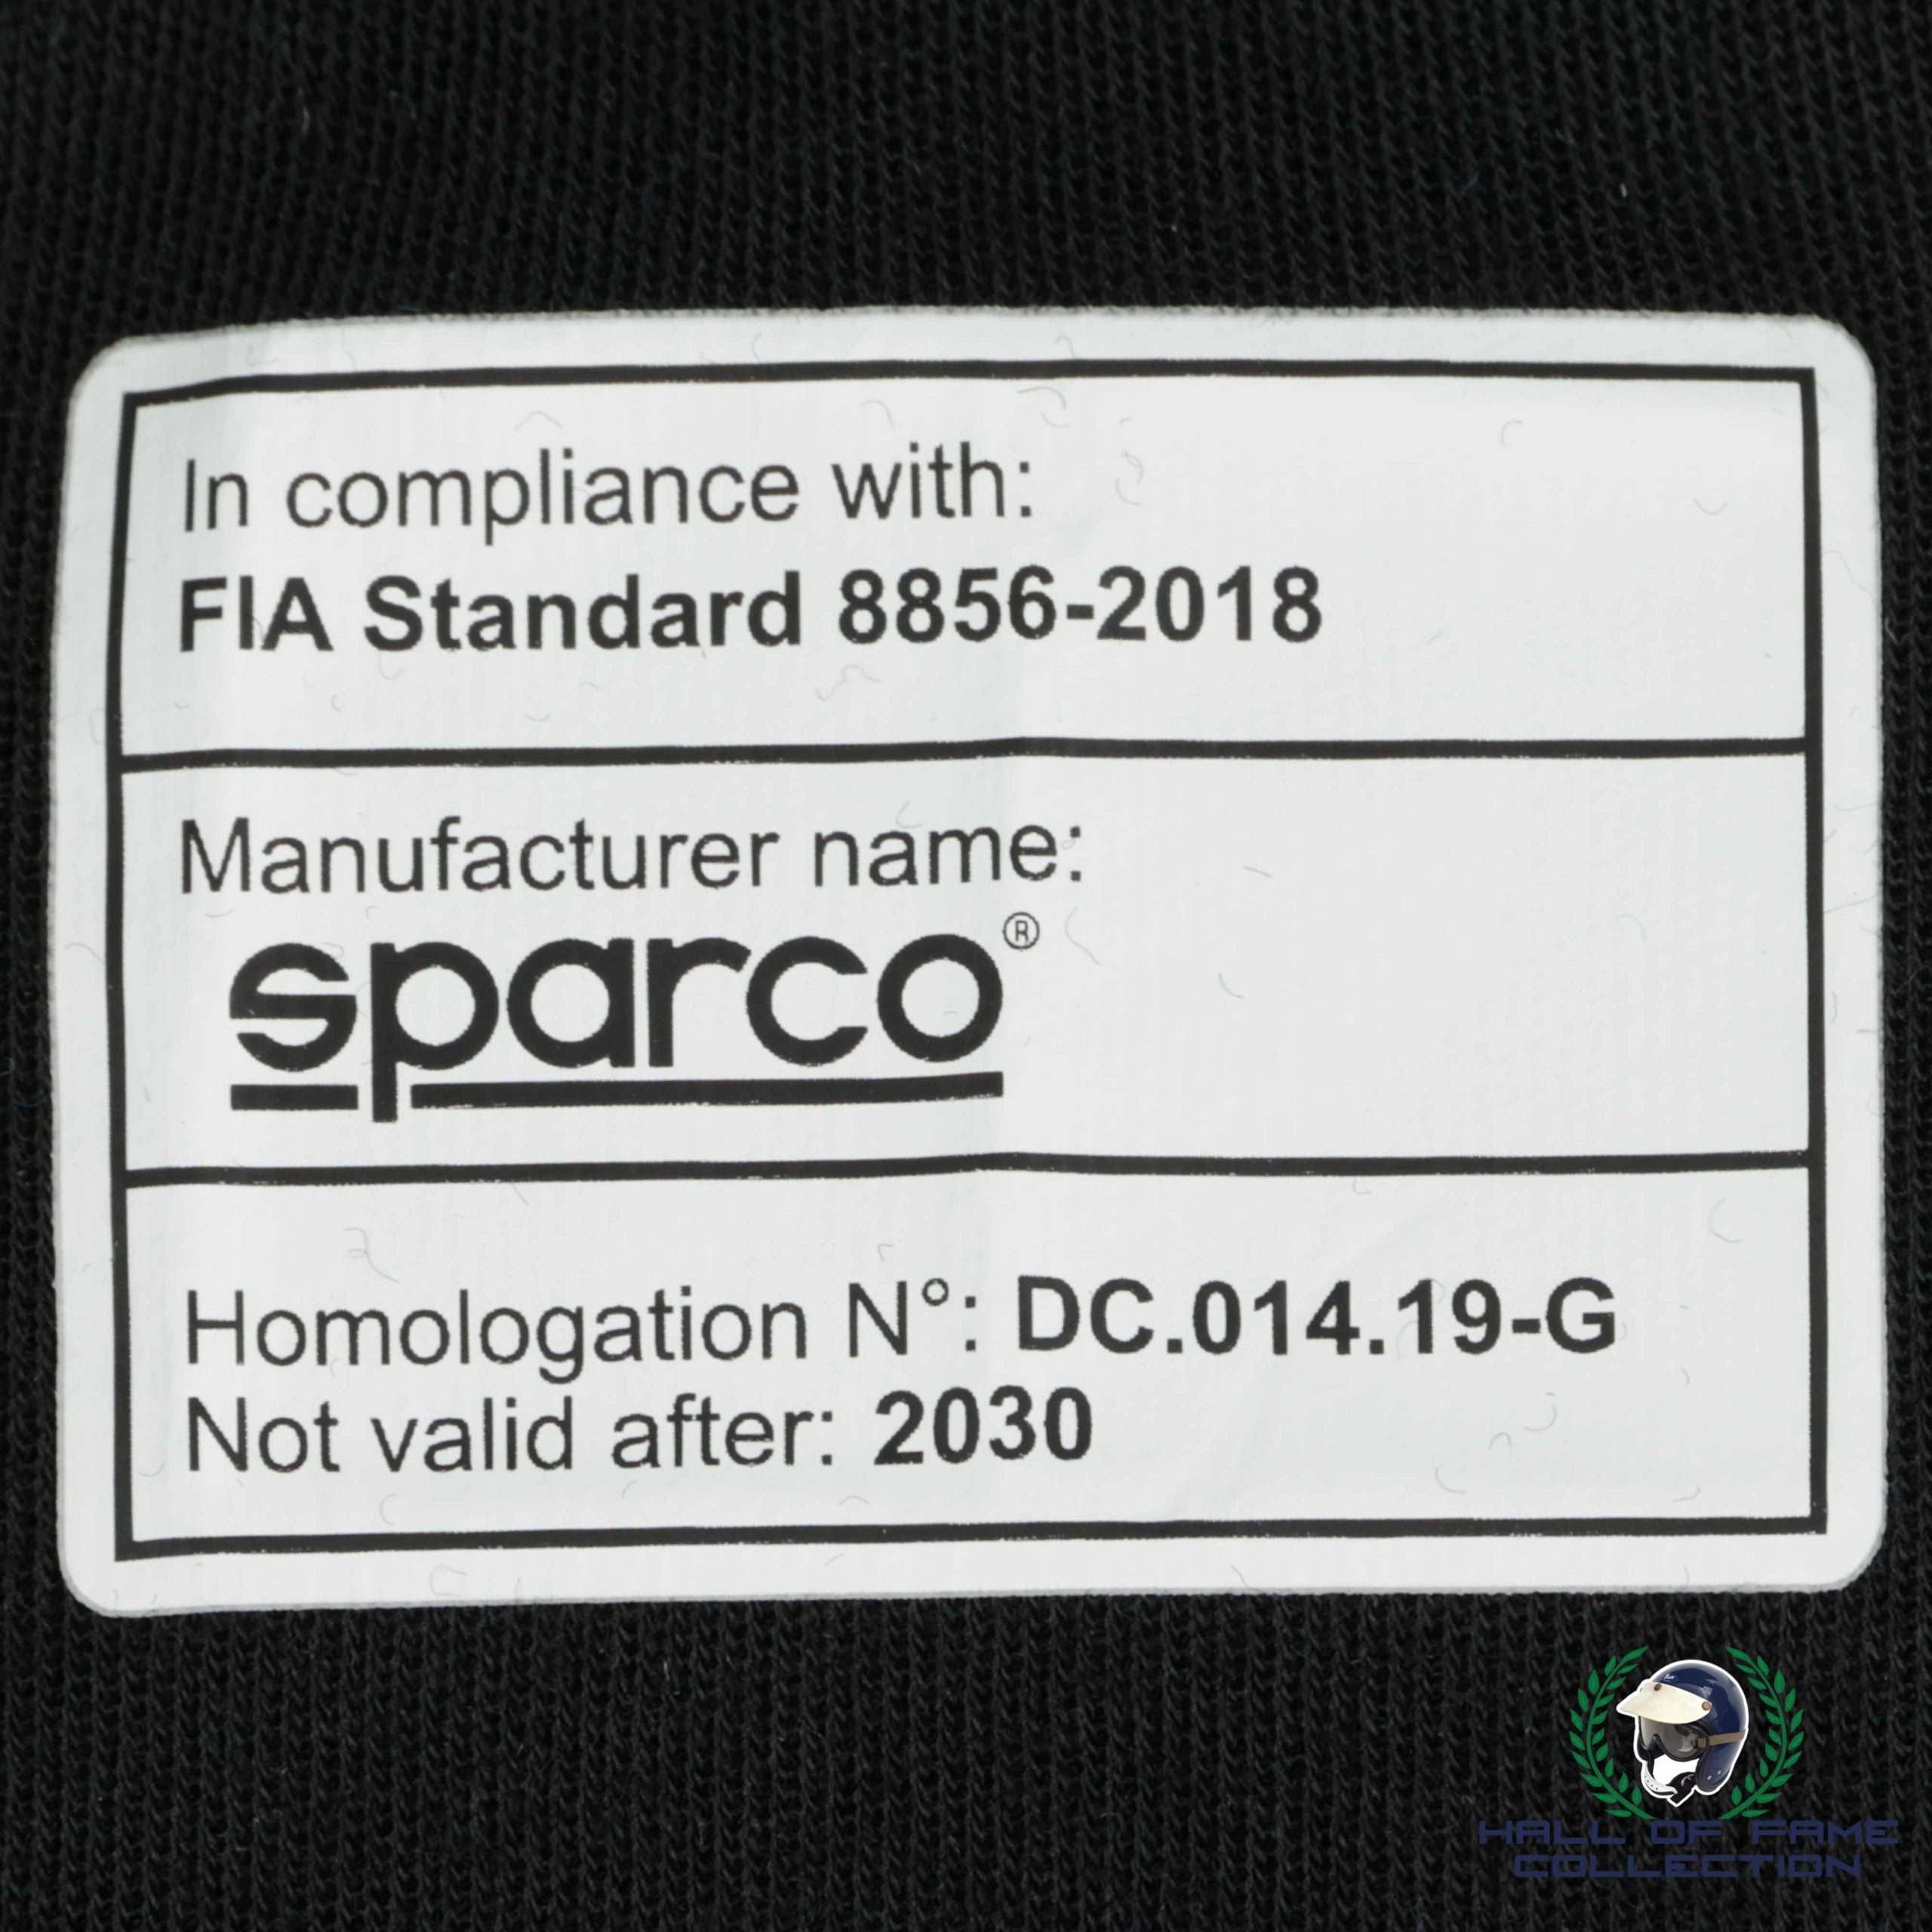 In compliance with:
FIA Standard 8856-2018
Manufacturer name:
sparco®
Homologation N°: DC.014.19-G
Not valid after: 2030
HALL OF FAME
COLLECTION